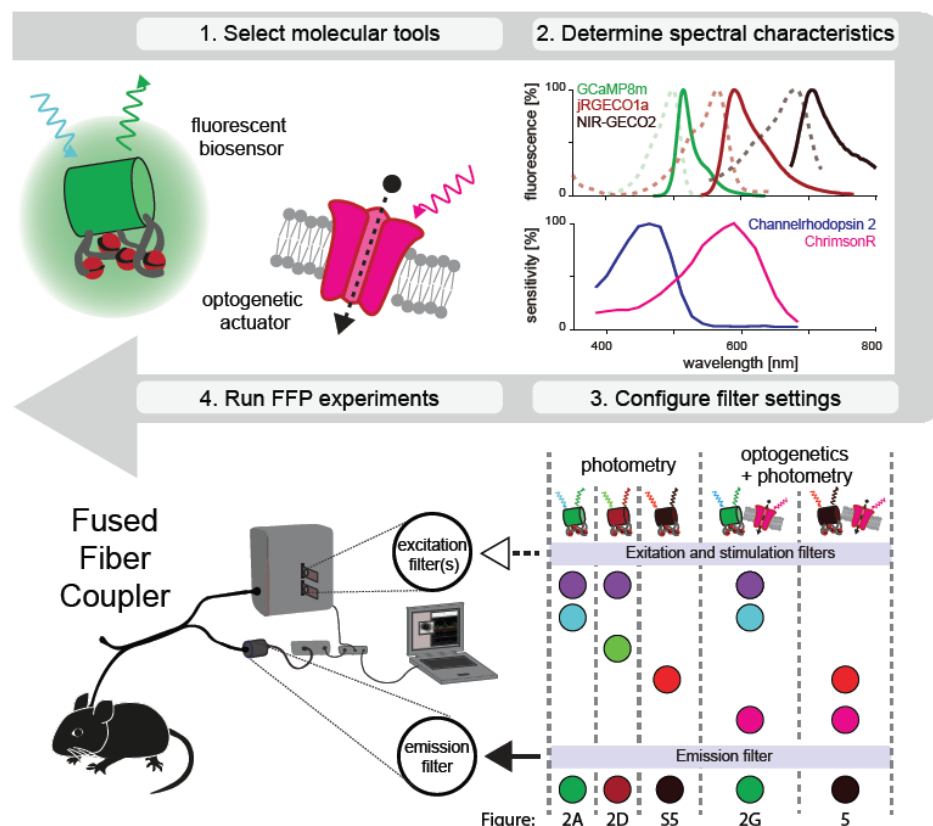 1. Select molecular tools
2. Determine spectral characteristics
fluorescent
biosensor
optogenetic
actuator
fluorescence [%]
100
0
GCaMP8m
jRGECO1a
NIR-GECO2
sensitivity [%]
100
0
Channelrhodopsin 2
ChrimsonR
400
600
800
wavelength [nm]
4. Run FFP experiments
3. Configure filter settings
Fused
Fiber
Coupler
excitation
filter(s)
emission
filter
photometry
optogenetics
+ photometry
Exitation and stimulation filters
Emission filter
Figure:
2A
2D
S5
2G
5